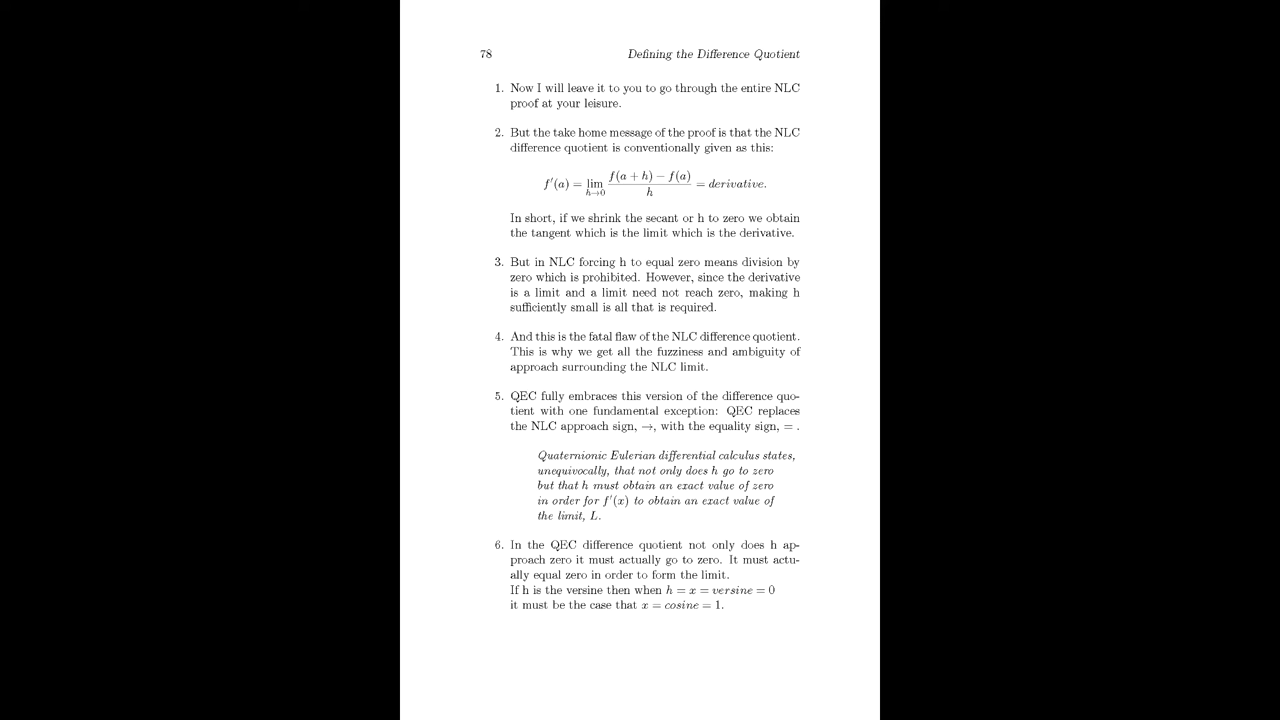 78 Defining the Difference Quotient
1. Now I will leave it to you to go through the entire NLC
proof at your leisure.
2. But the take home message of the proof is that the NLC
difference quotient is conventionally given as this:
f′(a) = lim h→0 f(a + h) − f(a) / h = derivative.
In short, if we shrink the secant or h to zero we obtain
the tangent which is the limit which is the derivative.
3. But in NLC forcing h to equal zero means division by
zero which is prohibited. However, since the derivative
is a limit and a limit need not reach zero, making h
sufficiently small is all that is required.
4. And this is the fatal flaw of the NLC difference quotient.
This is why we get all the fuzziness and ambiguity of
approach surrounding the NLC limit.
5. QEC fully embraces this version of the difference quo-
tient with one fundamental exception: QEC replaces
the NLC approach sign, →, with the equality sign, = .
Quaternionic Eulerian differential calculus states,
unequivocally, that not only does h go to zero
but that h must obtain an exact value of zero
in order for f′(x) to obtain an exact value of
the limit, L.
6. In the QEC difference quotient not only does h ap-
proach zero it must actually go to zero. It must actu-
ally equal zero in order to form the limit.
If h is the versine then when h = x = versine = 0
it must be the case that x = cosine = 1.